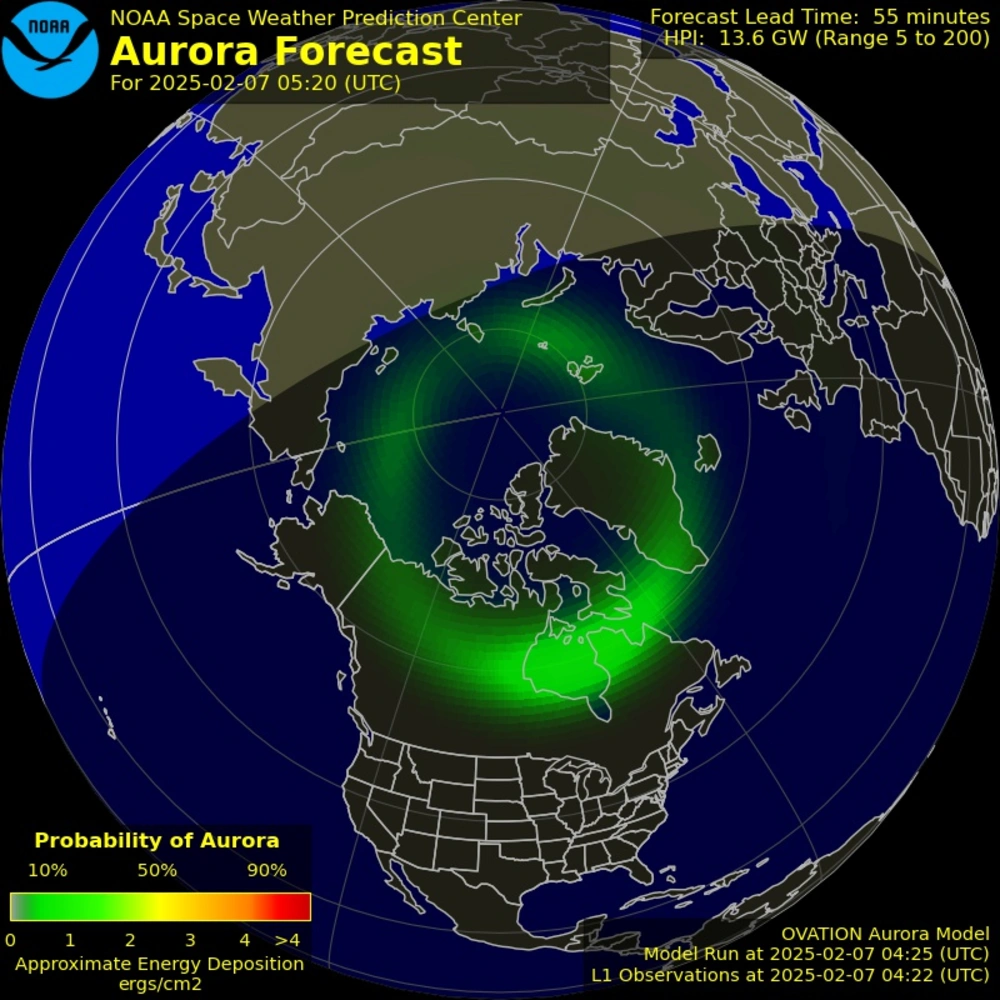 NOAA
NOAA Space Weather Prediction Center
Aurora Forecast
For 2025-02-07 05:20 (UTC)
Forecast Lead Time: 55 minutes
HPI: 13.6 GW (Range 5 to 200)
Probability of Aurora
10% 50% 90%
0 1 2 3 4 >4
Approximate Energy Deposition
ergs/cm2
OVATION Aurora Model
Model Run at 2025-02-07 04:25 (UTC)
L1 Observations at 2025-02-07 04:22 (UTC)